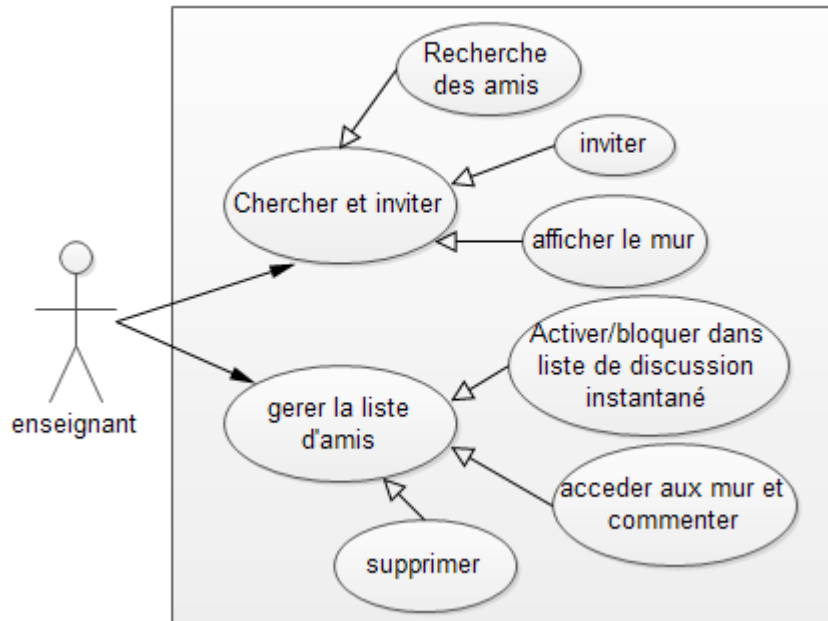 Recherche
des amis
inviter
Chercher et inviter
afficher le mur
enseignant
Activer/bloquer dans
liste de discussion
instantané
gerer la liste
d'amis
acceder aux mur et
commenter
supprimer